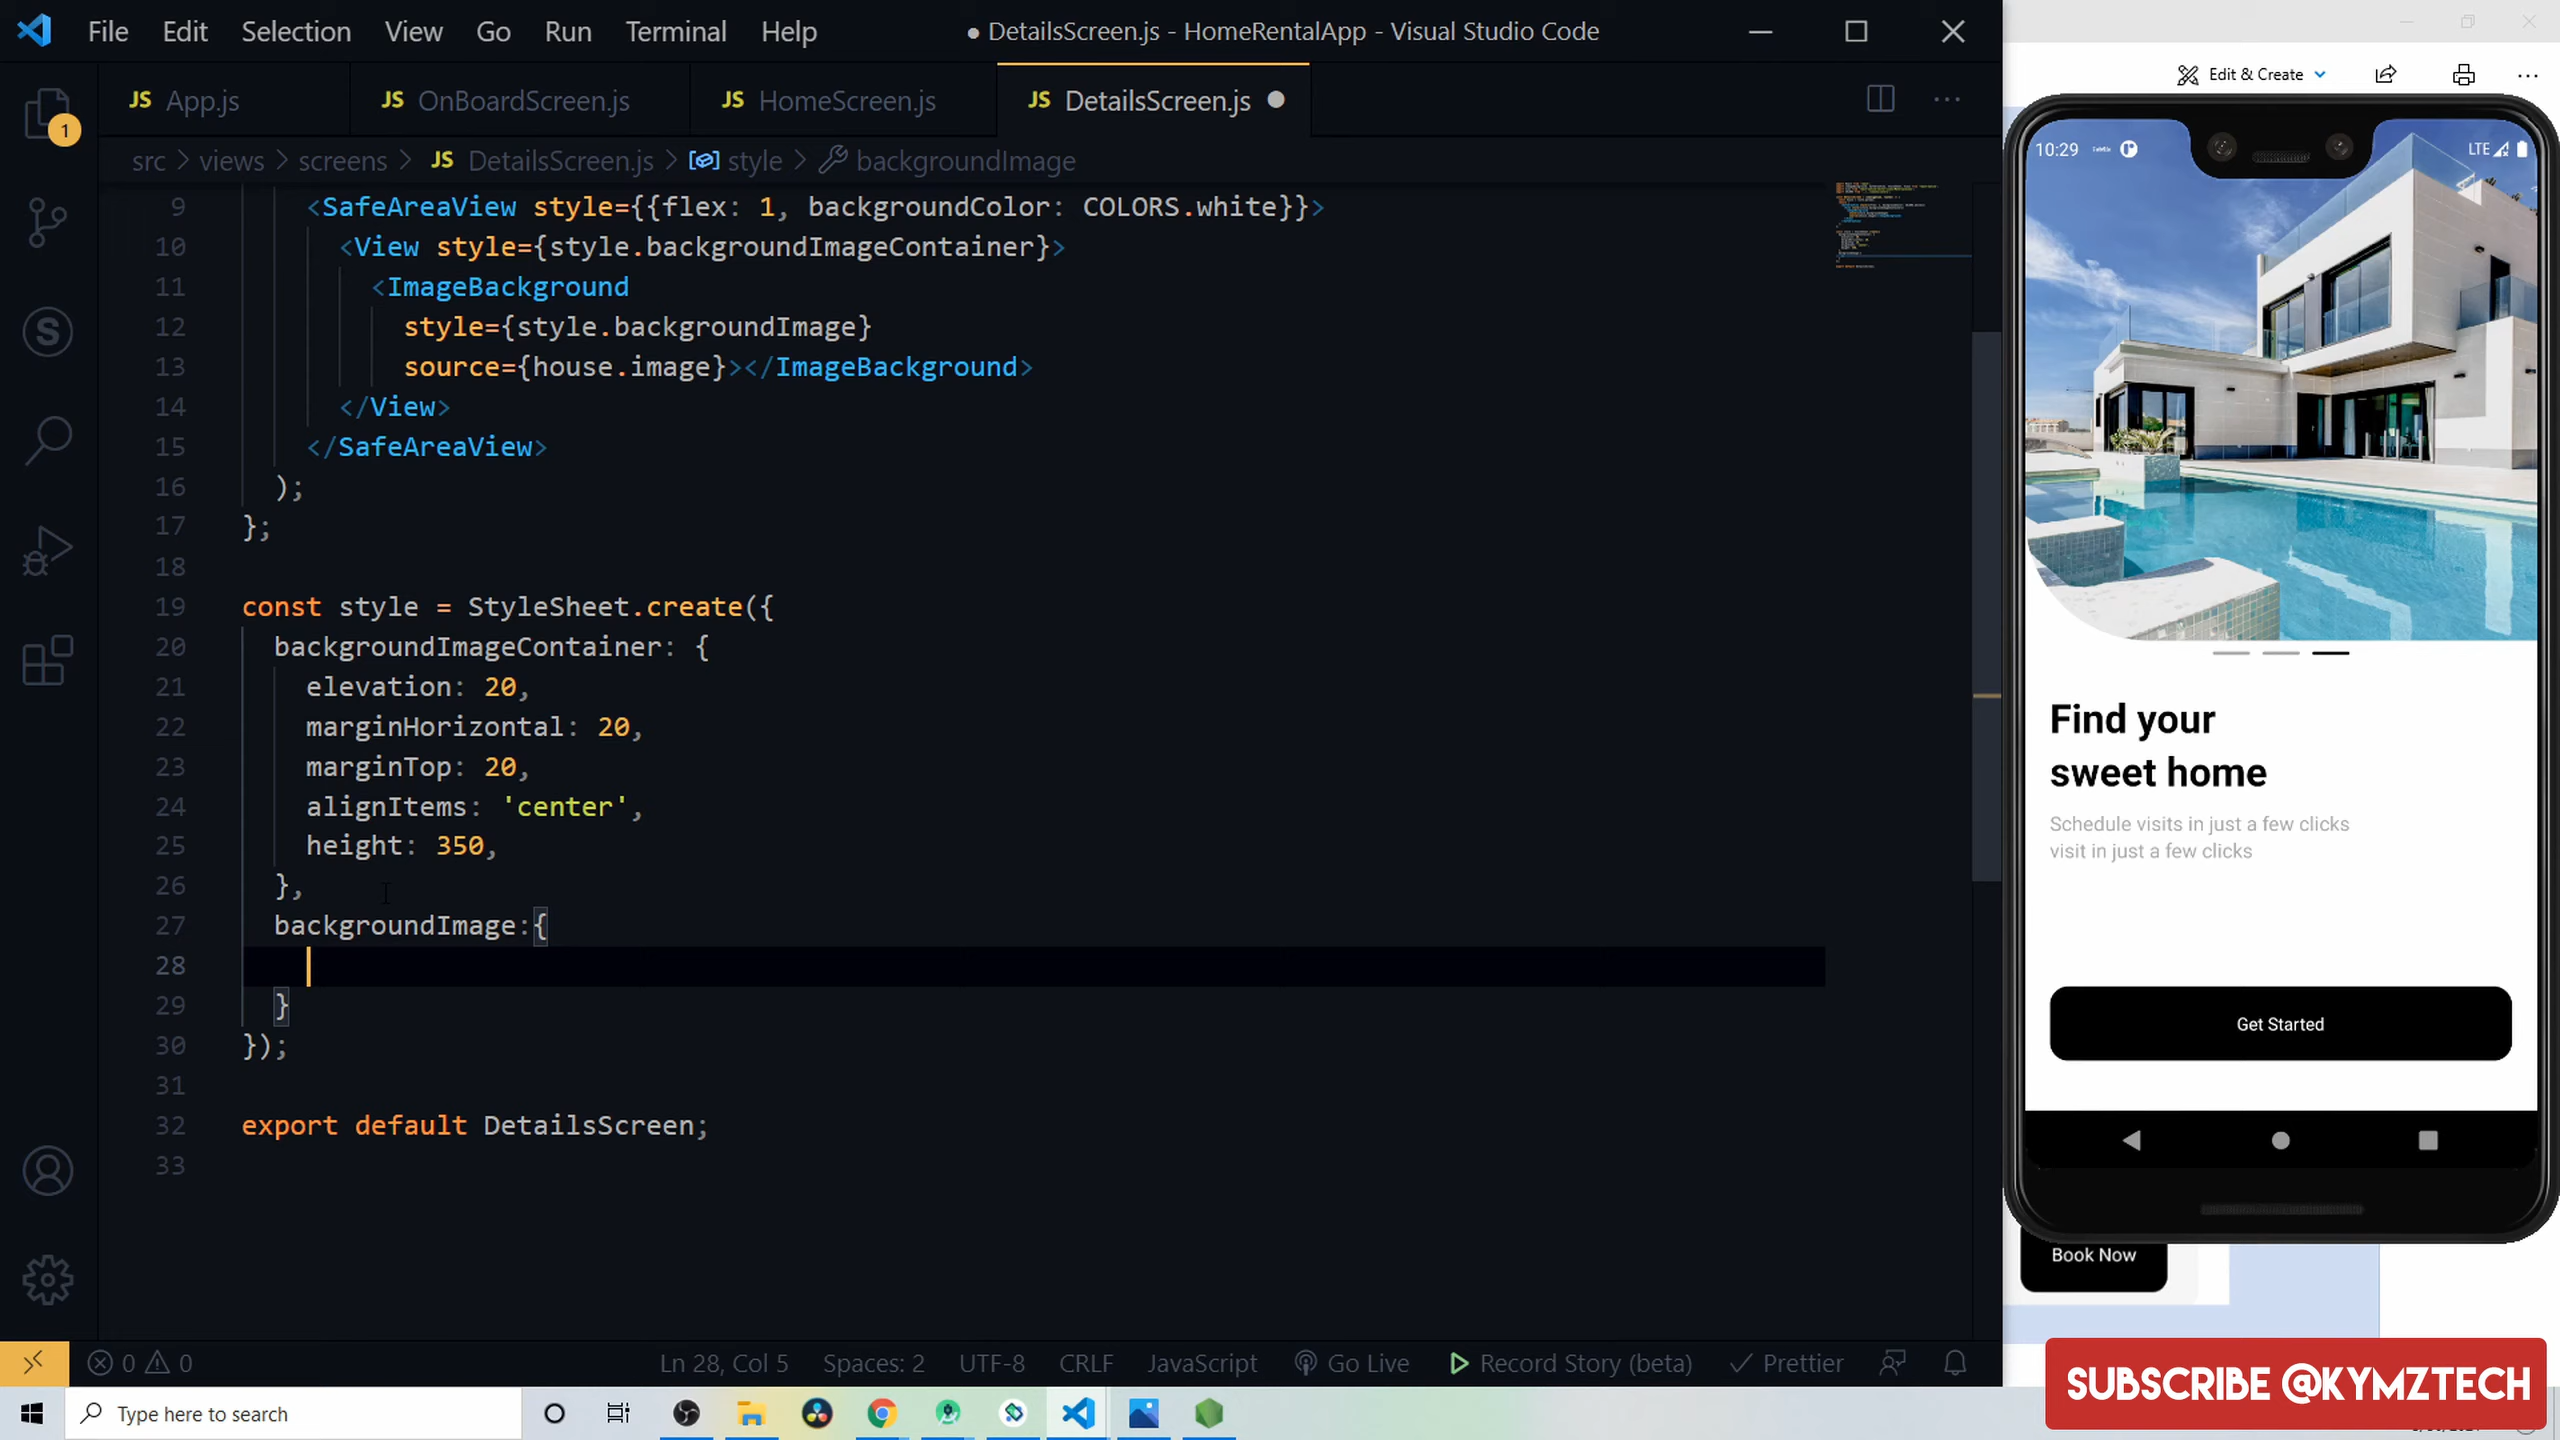 File Edit Selection View Go Run Terminal Help ● DetailsScreen.js - HomeRentalApp - Visual Studio Code
JS App.js JS OnBoardScreen.js JS HomeScreen.js JS DetailsScreen.js ●
src > views > screens > JS DetailsScreen.js > style > backgroundImage
1
9 <SafeAreaView style={{flex: 1, backgroundColor: COLORS.white}}>
10 <View style={style.backgroundImageContainer}>
11 <ImageBackground
12 style={style.backgroundImage}
13 source={house.image}></ImageBackground>
14 </View>
15 </SafeAreaView>
16 );
17 };
18
19 const style = StyleSheet.create({
20 backgroundImageContainer: {
21 elevation: 20,
22 marginHorizontal: 20,
23 marginTop: 20,
24 alignItems: 'center',
25 height: 350,
26 },
27 backgroundImage:{
28
29 }
30 });
31
32 export default DetailsScreen;
33
0 0 Ln 28, Col 5 Spaces: 2 UTF-8 CRLF JavaScript Go Live Record Story (beta) Prettier
Type here to search
Edit & Create
10:29 LTE
Find your
sweet home
Schedule visits in just a few clicks
visit in just a few clicks
Get Started
Book Now
SUBSCRIBE @KYMZTECH